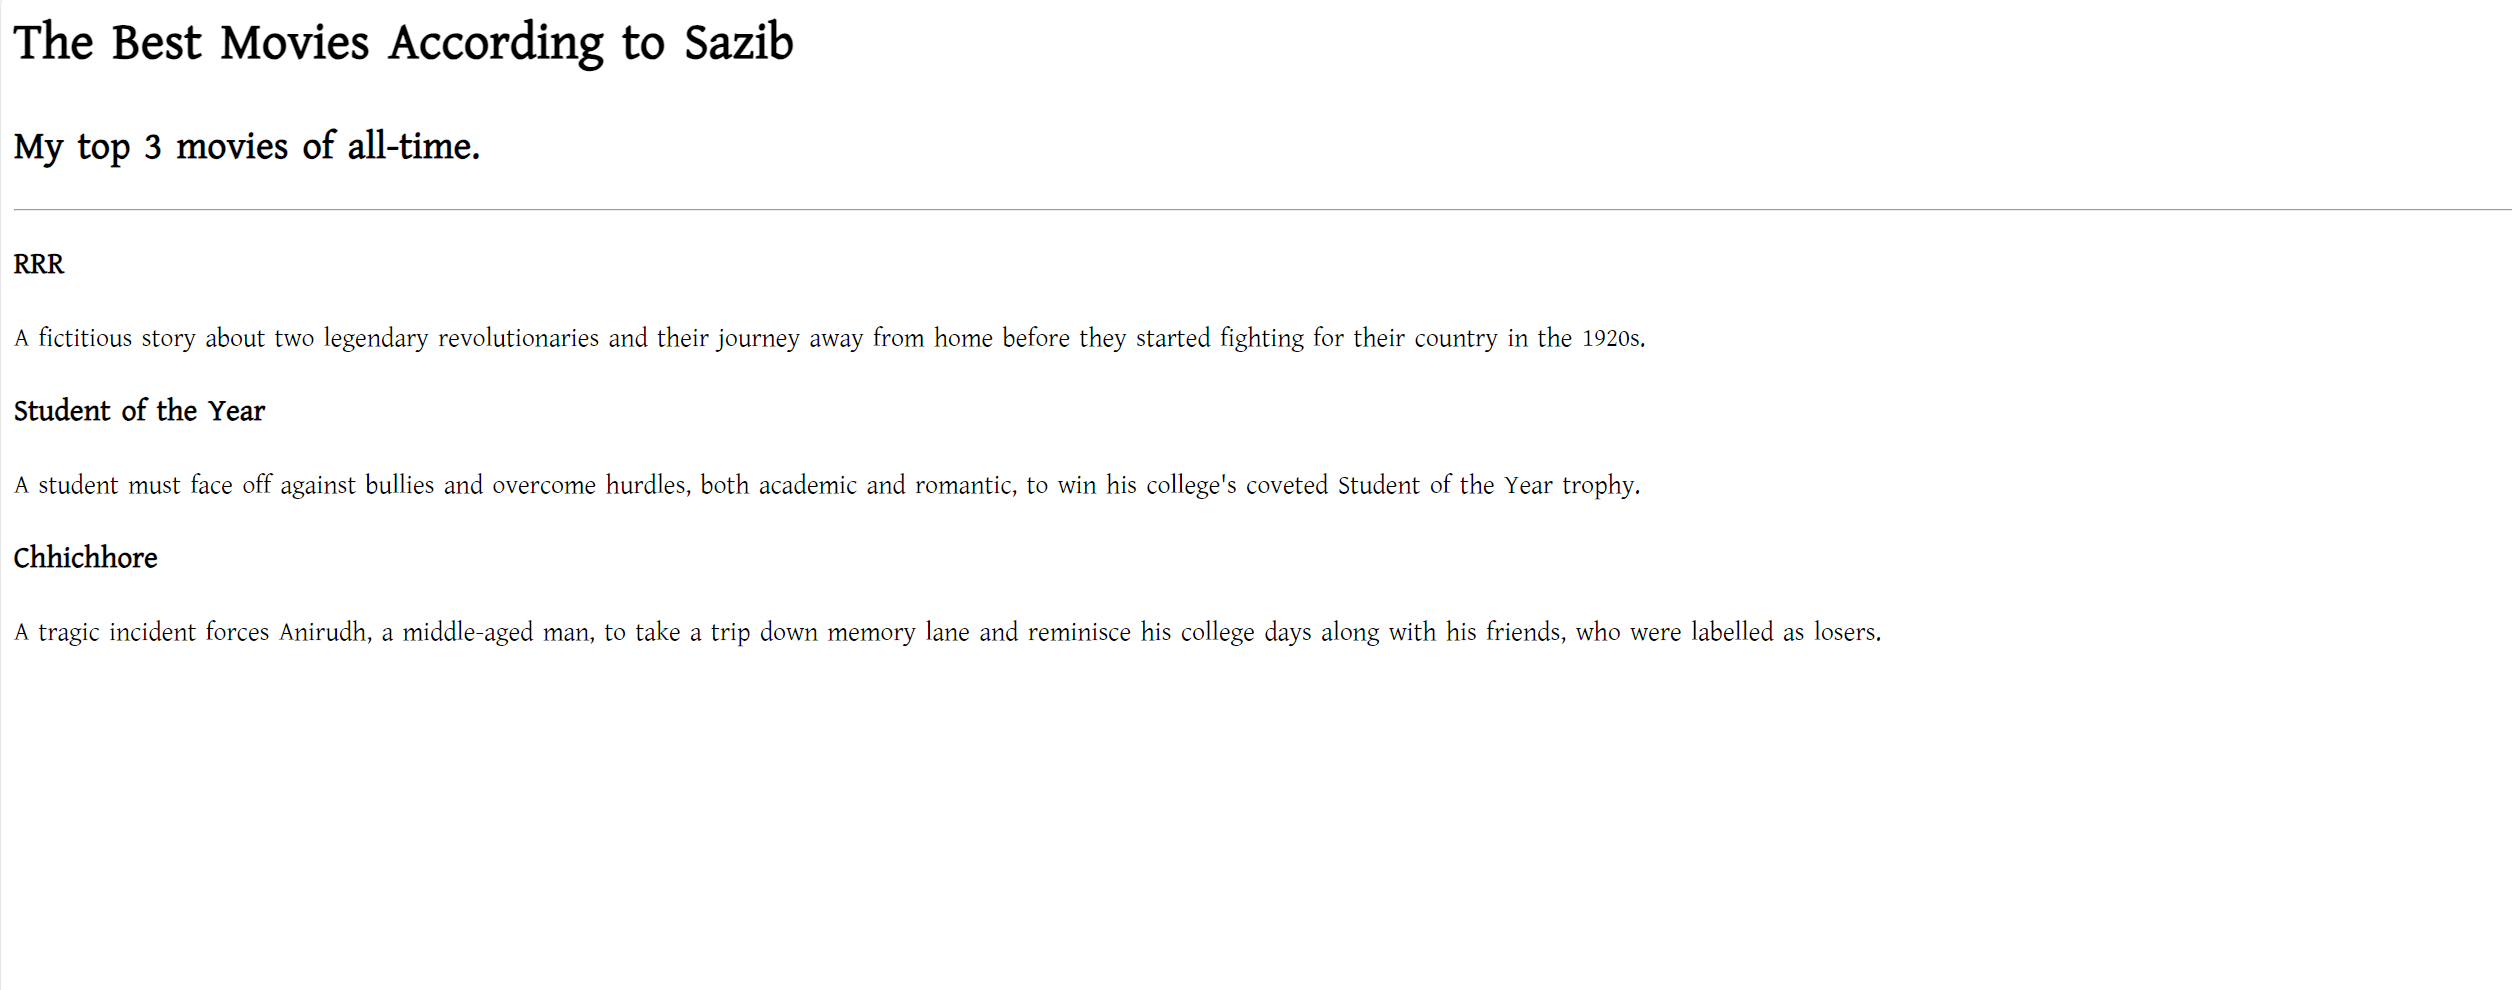 The Best Movies According to Sazib
My top 3 movies of all-time.
RRR
A fictitious story about two legendary revolutionaries and their journey away from home before they started fighting for their country in the 1920s.
Student of the Year
A student must face off against bullies and overcome hurdles, both academic and romantic, to win his college's coveted Student of the Year trophy.
Chhichhore
A tragic incident forces Anirudh, a middle-aged man, to take a trip down memory lane and reminisce his college days along with his friends, who were labelled as losers.